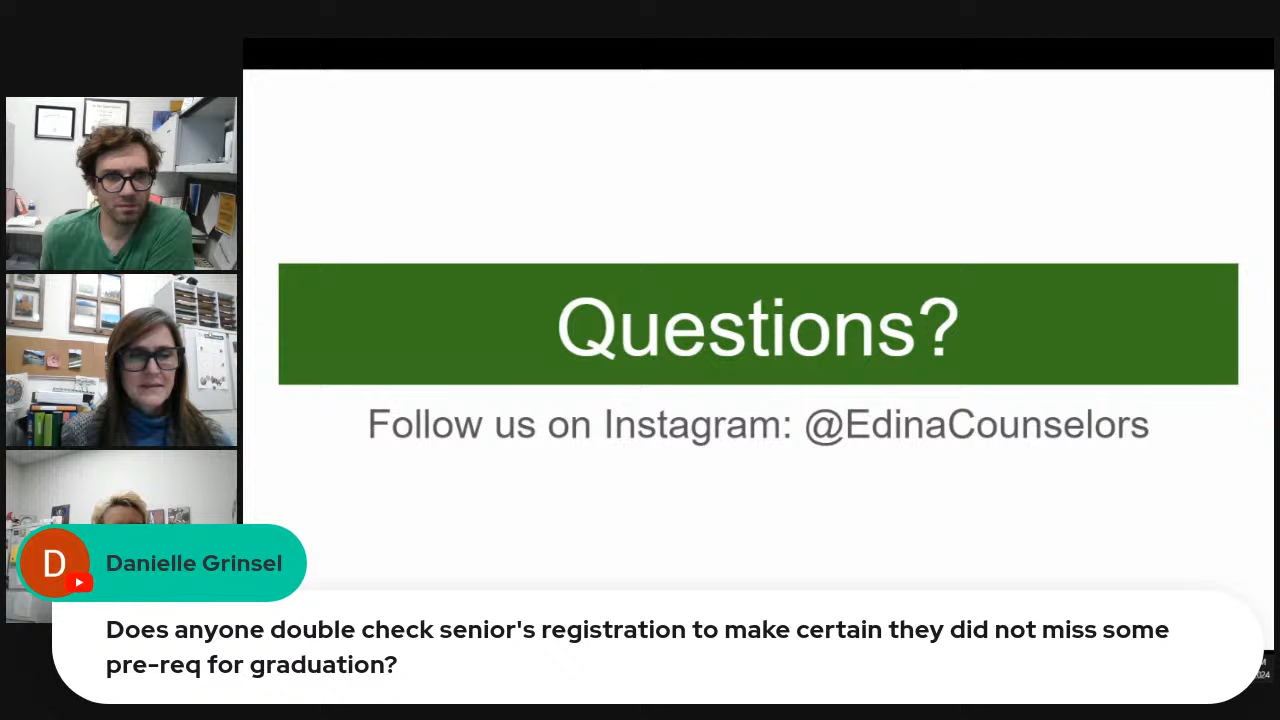 Questions?
Follow us on Instagram: @EdinaCounselors
D
Danielle Grinsel
Does anyone double check senior's registration to make certain they did not miss some
pre-req for graduation?